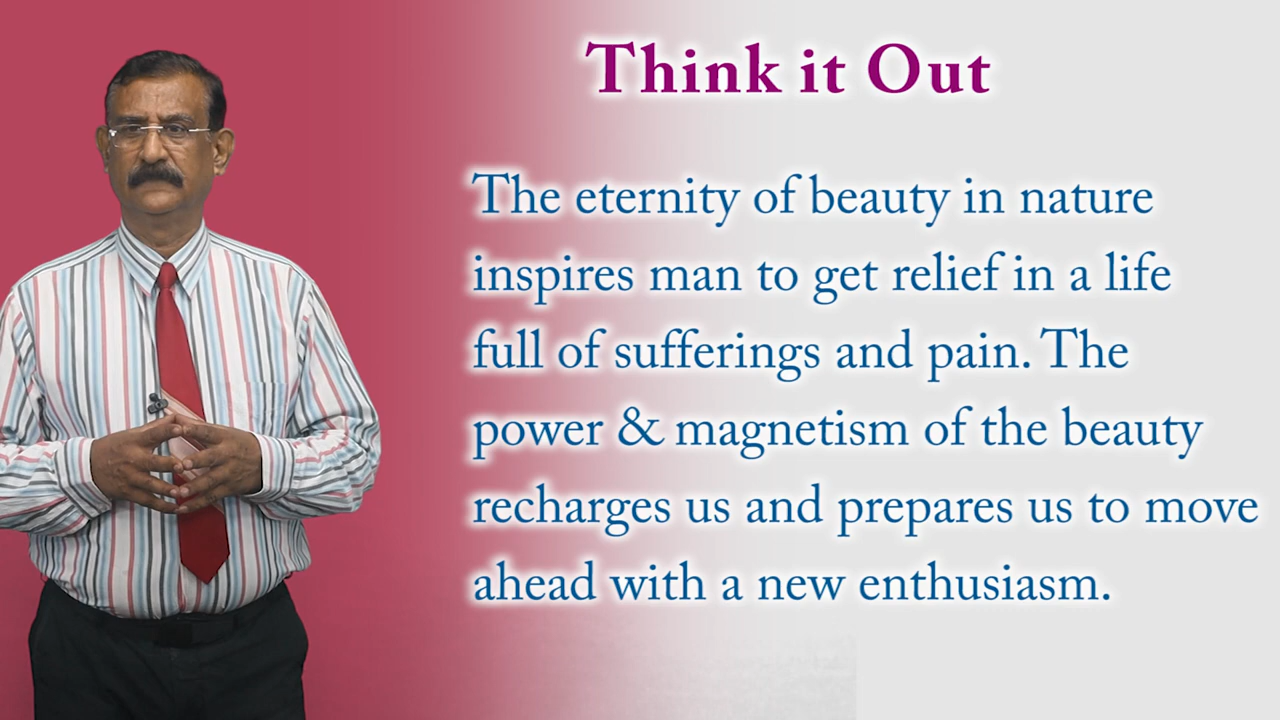 Think it Out
The eternity of beauty in nature
inspires man to get relief in a life
full of sufferings and pain. The
power & magnetism of the beauty
recharges us and prepares us to move
ahead with a new enthusiasm.